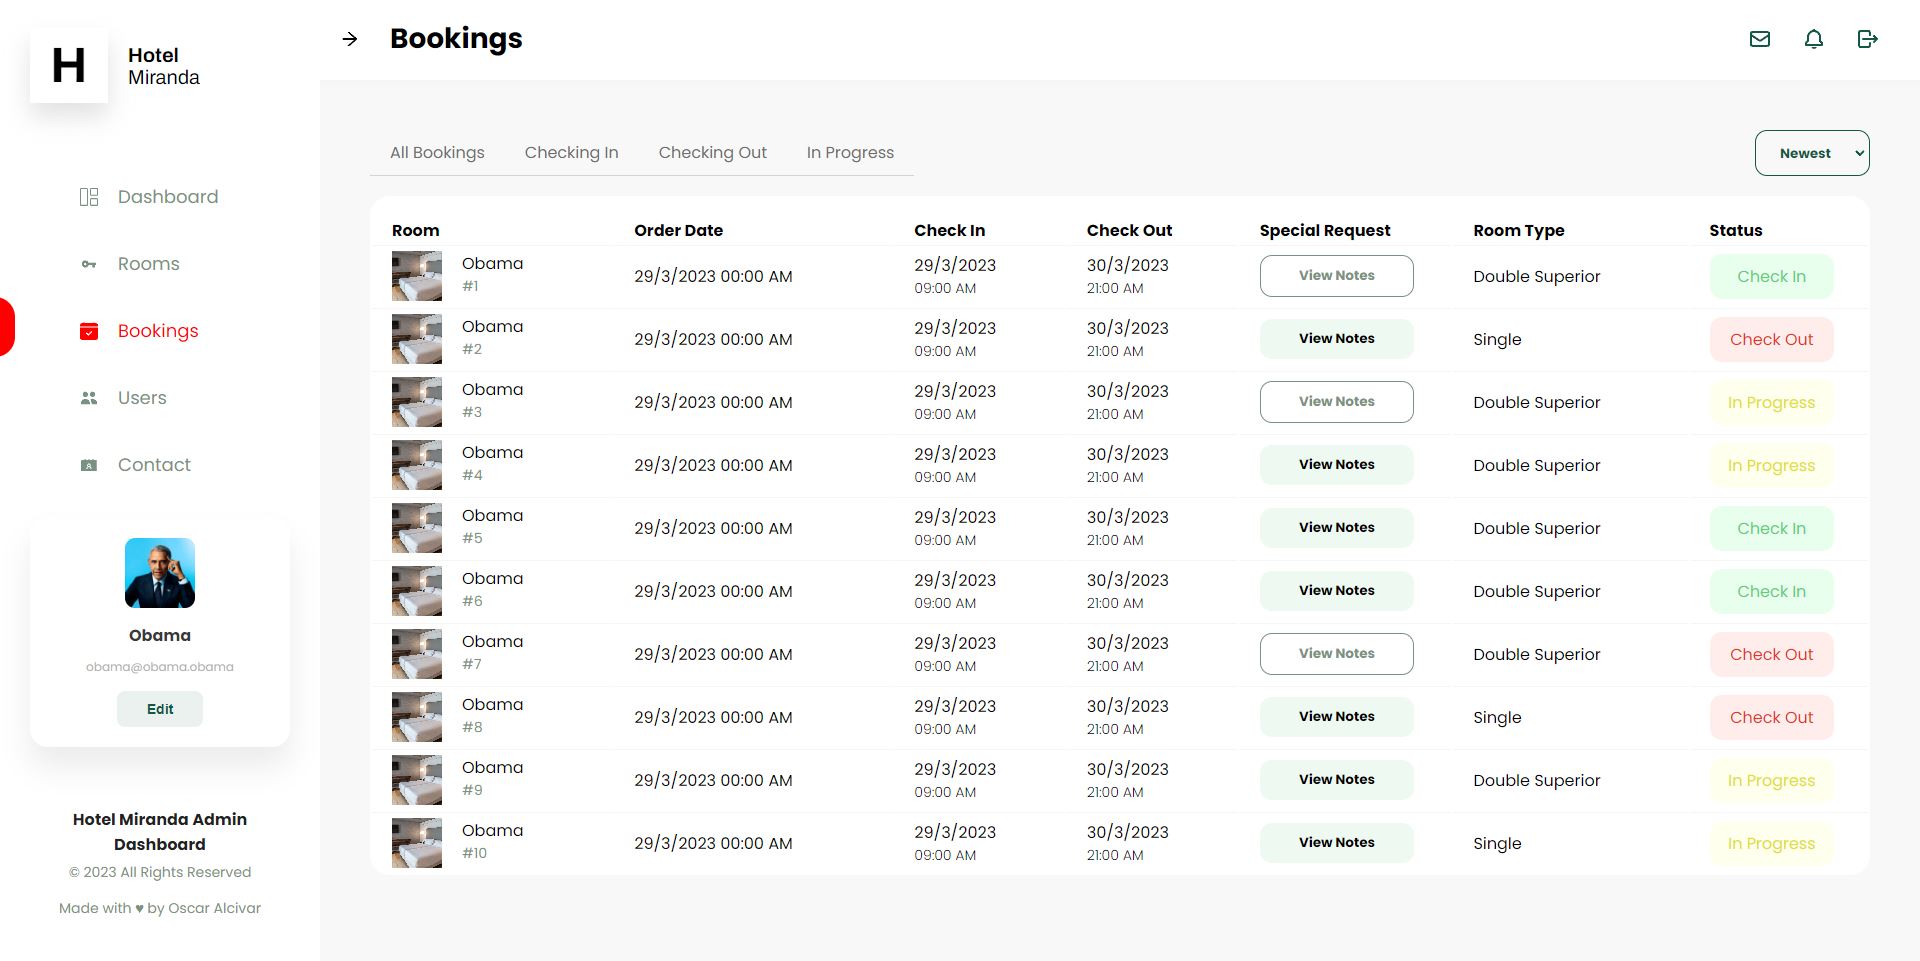 H
Hotel
Miranda
Bookings
Dashboard
Rooms
Bookings
Users
Contact
Obama
obama@obama.obama
Edit
Hotel Miranda Admin
Dashboard
© 2023 All Rights Reserved
Made with ♥ by Oscar Alcivar
All Bookings Checking In Checking Out In Progress
Newest
Room Order Date Check In Check Out Special Request Room Type Status
Obama 29/3/2023 00:00 AM 29/3/2023 30/3/2023 View Notes Double Superior Check In
#1 09:00 AM 21:00 AM
Obama 29/3/2023 00:00 AM 29/3/2023 30/3/2023 View Notes Single Check Out
#2 09:00 AM 21:00 AM
Obama 29/3/2023 00:00 AM 29/3/2023 30/3/2023 View Notes Double Superior In Progress
#3 09:00 AM 21:00 AM
Obama 29/3/2023 00:00 AM 29/3/2023 30/3/2023 View Notes Double Superior In Progress
#4 09:00 AM 21:00 AM
Obama 29/3/2023 00:00 AM 29/3/2023 30/3/2023 View Notes Double Superior Check In
#5 09:00 AM 21:00 AM
Obama 29/3/2023 00:00 AM 29/3/2023 30/3/2023 View Notes Double Superior Check In
#6 09:00 AM 21:00 AM
Obama 29/3/2023 00:00 AM 29/3/2023 30/3/2023 View Notes Double Superior Check Out
#7 09:00 AM 21:00 AM
Obama 29/3/2023 00:00 AM 29/3/2023 30/3/2023 View Notes Single Check Out
#8 09:00 AM 21:00 AM
Obama 29/3/2023 00:00 AM 29/3/2023 30/3/2023 View Notes Double Superior In Progress
#9 09:00 AM 21:00 AM
Obama 29/3/2023 00:00 AM 29/3/2023 30/3/2023 View Notes Single In Progress
#10 09:00 AM 21:00 AM